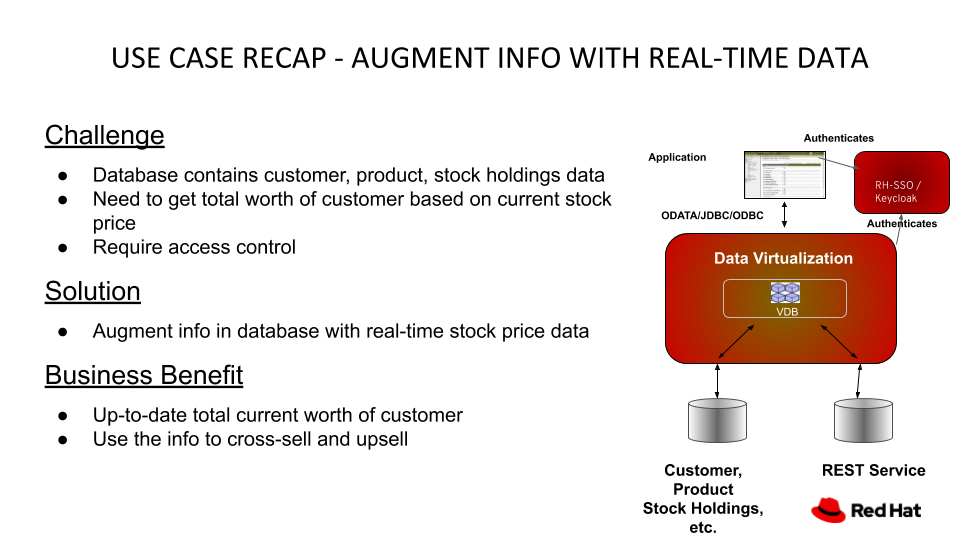 USE CASE RECAP - AUGMENT INFO WITH REAL-TIME DATA
Challenge
● Database contains customer, product, stock holdings data
● Need to get total worth of customer based on current stock
price
● Require access control
Solution
● Augment info in database with real-time stock price data
Business Benefit
● Up-to-date total current worth of customer
● Use the info to cross-sell and upsell
Authenticates
Application
RH-SSO /
Keycloak
ODATA/JDBC/ODBC
Authenticates
Data Virtualization
VDB
Customer,
Product
Stock Holdings,
etc.
REST Service
Red Hat